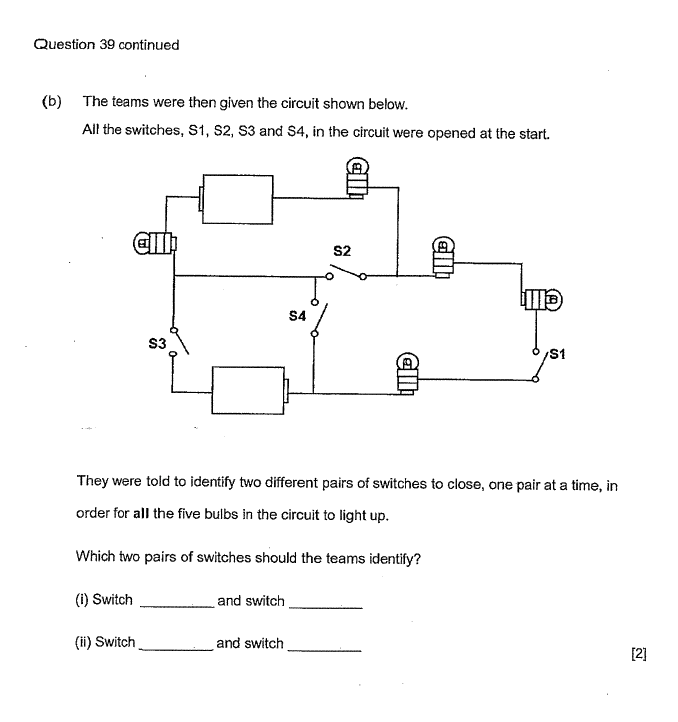 Question 39 continued
(b) The teams were then given the circuit shown below.
All the switches, S1, S2, S3 and S4, in the circuit were opened at the start.
S2
S4
S3
S1
They were told to identify two different pairs of switches to close, one pair at a time, in
order for all the five bulbs in the circuit to light up.
Which two pairs of switches should the teams identify?
(i) Switch _________ and switch _________
(ii) Switch _________ and switch _________
[2]